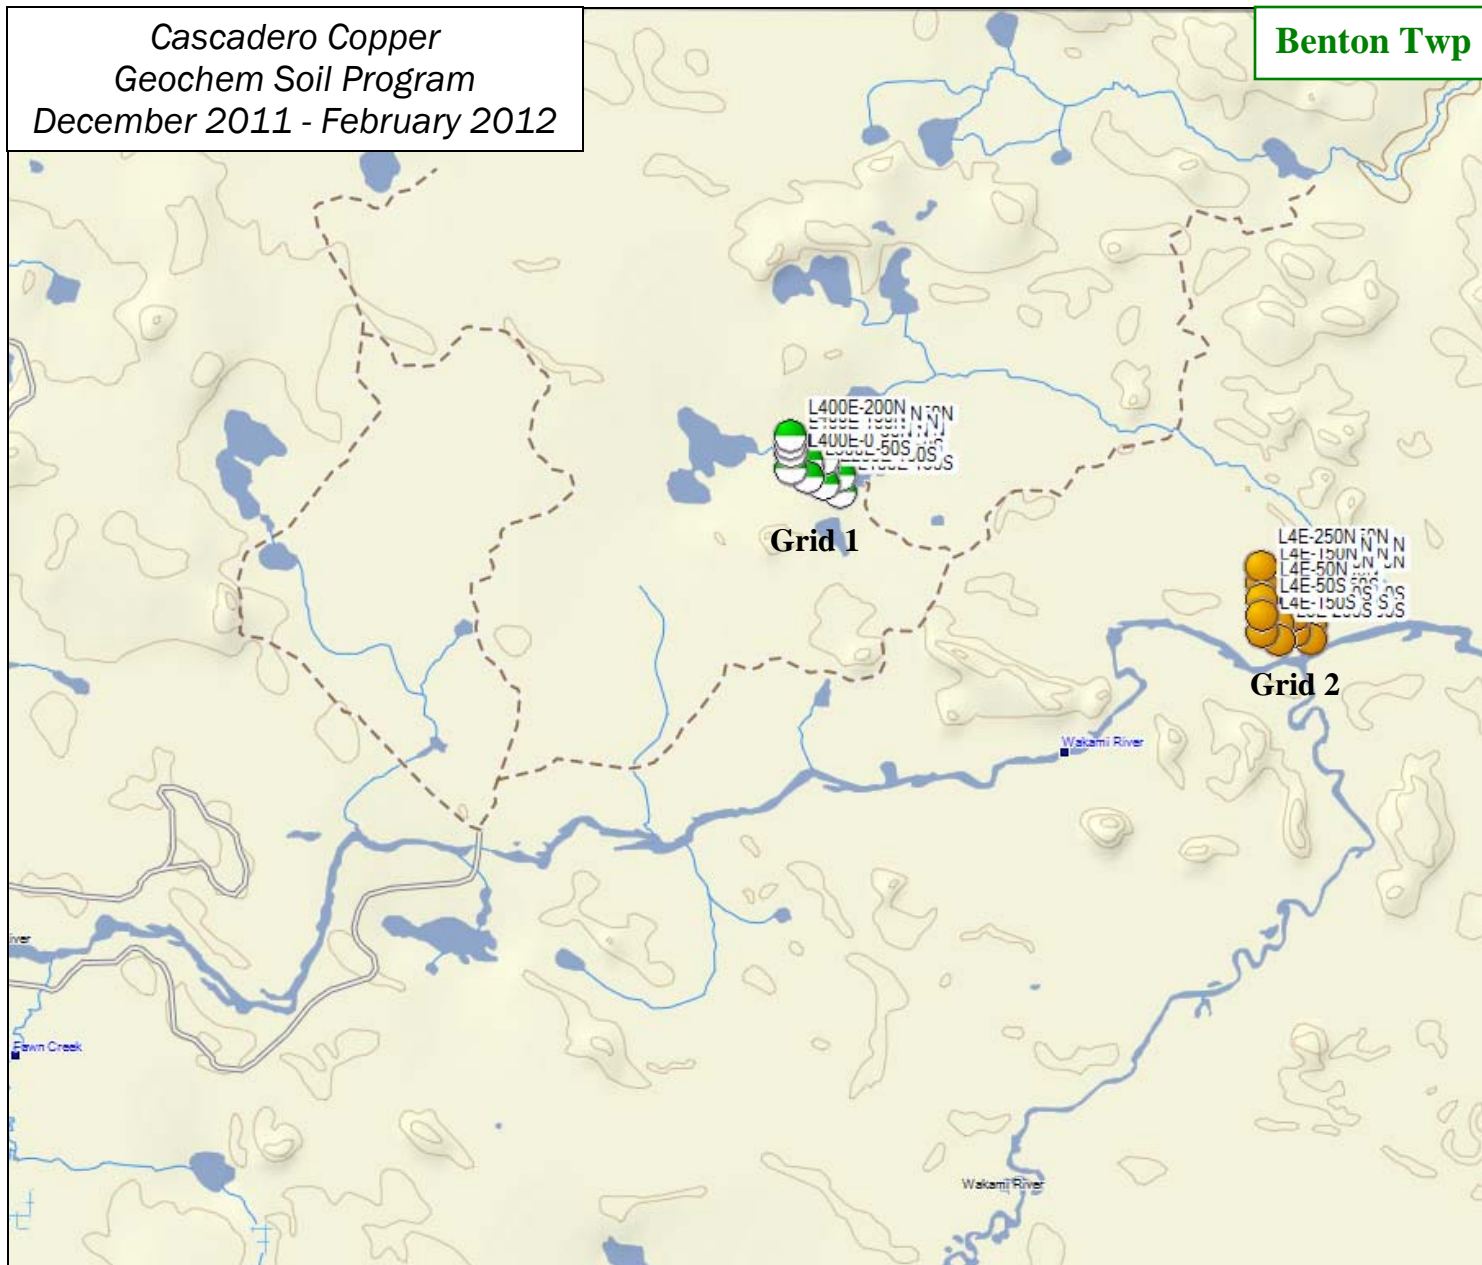 Cascadero Copper
Geochem Soil Program
December 2011 - February 2012
Benton Twp
L400E-200N
L400E-0
-50S
Grid 1
L4E-250N
L4E-150N
L4E-50N
L4E-50S
L4E-150S
Grid 2
Wakami River
Fawn Creek
Wakami River